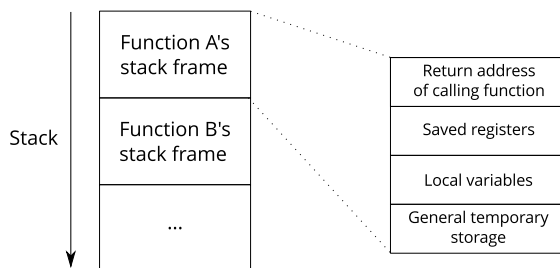 Function A's
stack frame
Function B's
stack frame
Stack
...
Return address
of calling function
Saved registers
Local variables
General temporary
storage